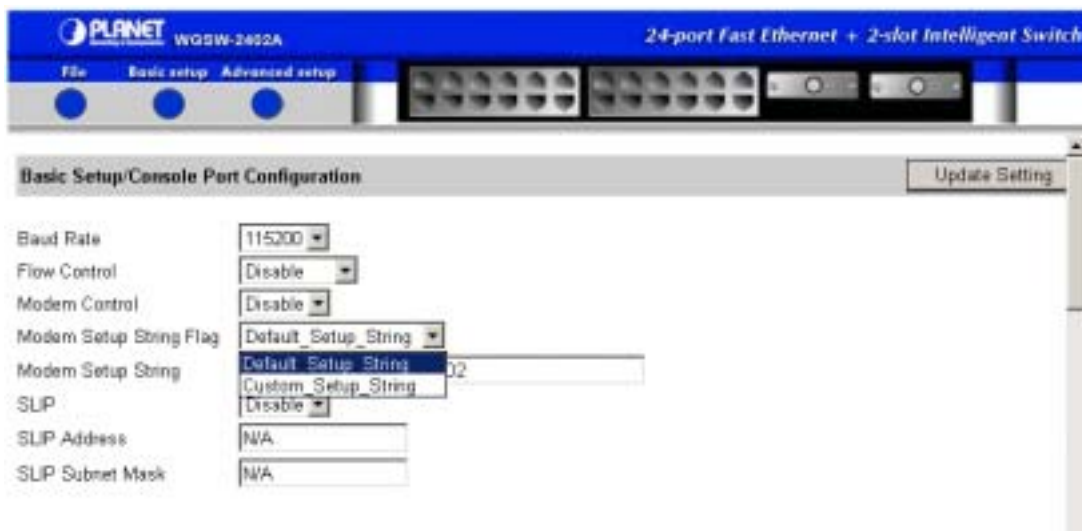 PLANET WGSW-2402A
24-port Fast Ethernet + 2-slot Intelligent Switch
File Basic setup Advanced setup
Basic Setup/Console Port Configuration
Update Setting
Baud Rate 115200
Flow Control Disable
Modem Control Disable
Modem Setup String Flag Default_Setup_String
Default_Setup_String
Modem Setup String 02
Custom_Setup_String
SLIP Disable
SLIP Address N/A
SLIP Subnet Mask N/A